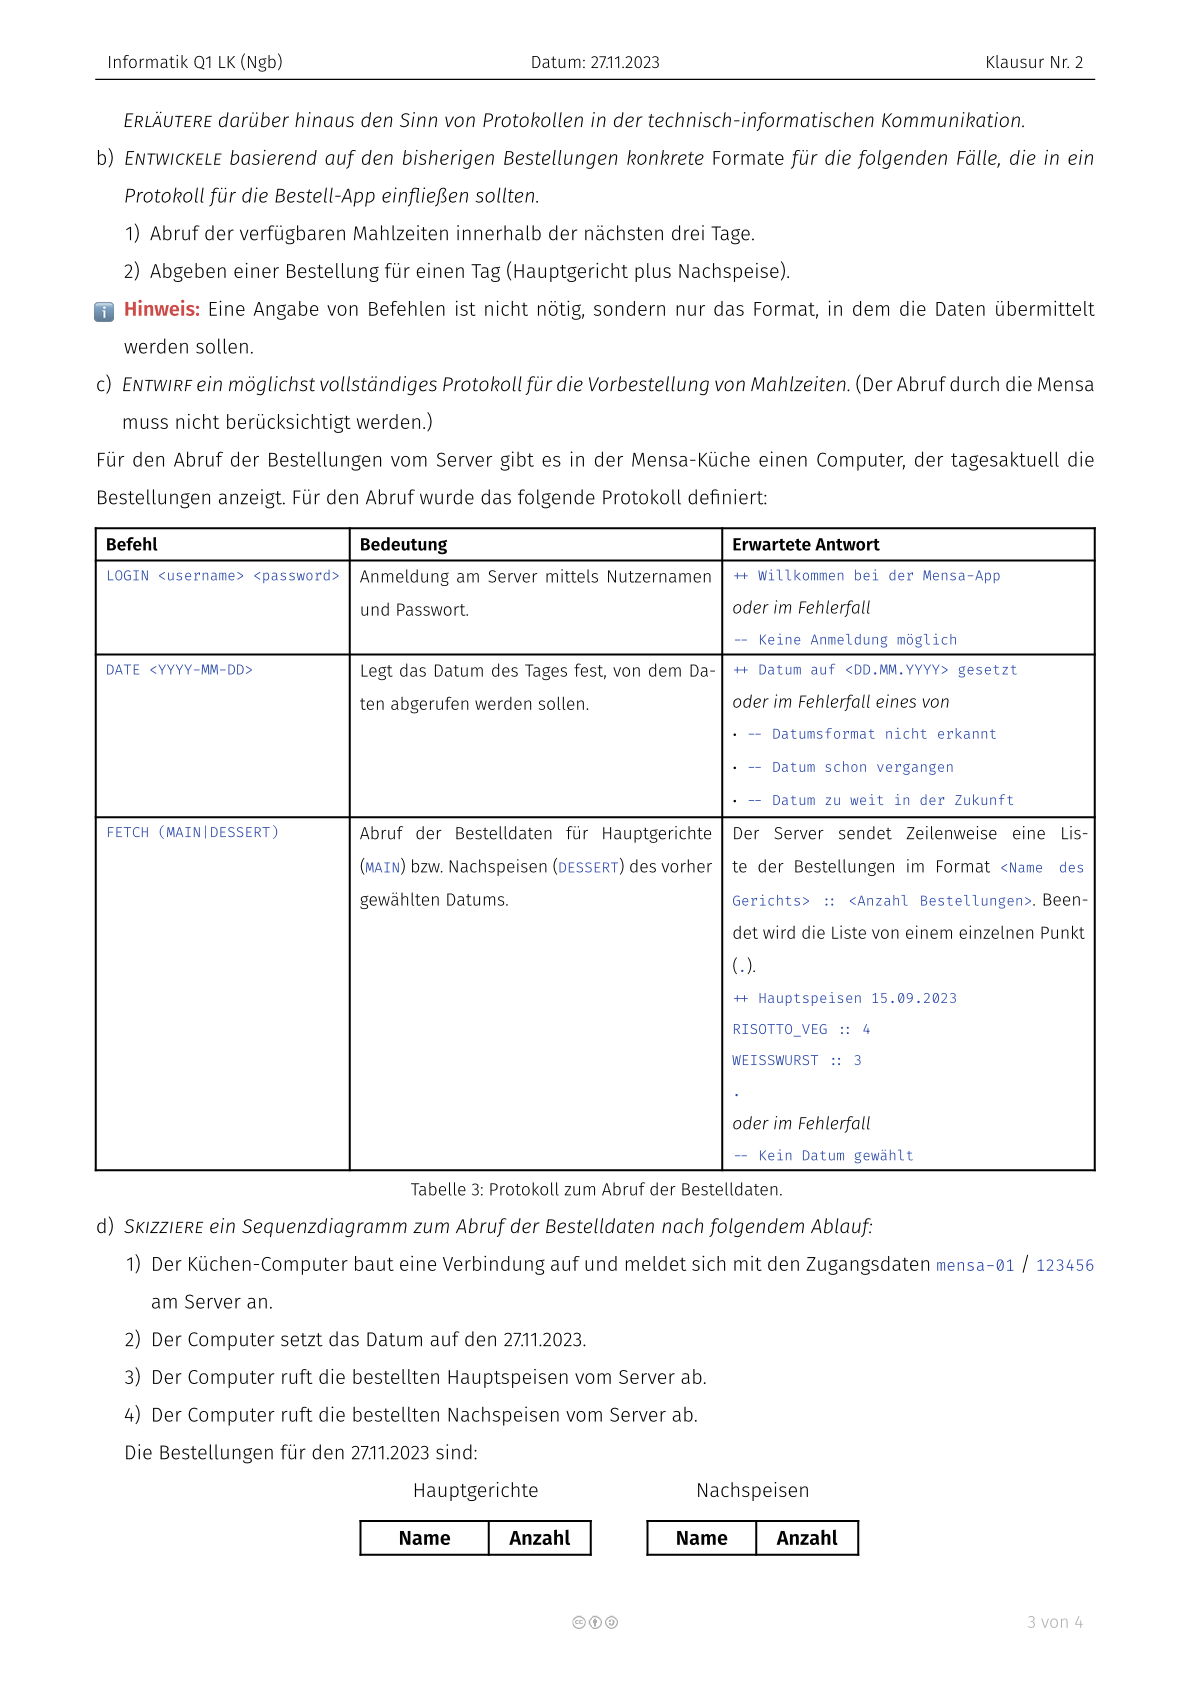 Informatik Q1 LK (Ngb) Datum: 27.11.2023 Klausur Nr. 2
ERLÄUTERE darüber hinaus den Sinn von Protokollen in der technisch-informatischen Kommunikation.
b) ENTWICKELE basierend auf den bisherigen Bestellungen konkrete Formate für die folgenden Fälle, die in ein
Protokoll für die Bestell-App einfließen sollten.
1) Abruf der verfügbaren Mahlzeiten innerhalb der nächsten drei Tage.
2) Abgeben einer Bestellung für einen Tag (Hauptgericht plus Nachspeise).
i Hinweis: Eine Angabe von Befehlen ist nicht nötig, sondern nur das Format, in dem die Daten übermittelt
werden sollen.
c) ENTWIRF ein möglichst vollständiges Protokoll für die Vorbestellung von Mahlzeiten. (Der Abruf durch die Mensa
muss nicht berücksichtigt werden.)
Für den Abruf der Bestellungen vom Server gibt es in der Mensa-Küche einen Computer, der tagesaktuell die
Bestellungen anzeigt. Für den Abruf wurde das folgende Protokoll definiert:
Befehl Bedeutung Erwartete Antwort
LOGIN <username> <password>
Anmeldung am Server mittels Nutzernamen
und Passwort.
++ Willkommen bei der Mensa-App
oder im Fehlerfall
-- Keine Anmeldung möglich
DATE <YYYY-MM-DD>
Legt das Datum des Tages fest, von dem Da-
ten abgerufen werden sollen.
++ Datum auf <DD.MM.YYYY> gesetzt
oder im Fehlerfall eines von
• -- Datumsformat nicht erkannt
• -- Datum schon vergangen
• -- Datum zu weit in der Zukunft
FETCH (MAIN|DESSERT)
Abruf der Bestelldaten für Hauptgerichte
(MAIN) bzw. Nachspeisen (DESSERT) des vorher
gewählten Datums.
Der Server sendet Zeilenweise eine Lis-
te der Bestellungen im Format <Name des
Gerichts> :: <Anzahl Bestellungen>. Been-
det wird die Liste von einem einzelnen Punkt
(.).
++ Hauptspeisen 15.09.2023
RISOTTO_VEG :: 4
WEISSWURST :: 3
.
oder im Fehlerfall
-- Kein Datum gewählt
Tabelle 3: Protokoll zum Abruf der Bestelldaten.
d) SKIZZIERE ein Sequenzdiagramm zum Abruf der Bestelldaten nach folgendem Ablauf:
1) Der Küchen-Computer baut eine Verbindung auf und meldet sich mit den Zugangsdaten mensa-01 / 123456
am Server an.
2) Der Computer setzt das Datum auf den 27.11.2023.
3) Der Computer ruft die bestellten Hauptspeisen vom Server ab.
4) Der Computer ruft die bestellten Nachspeisen vom Server ab.
Die Bestellungen für den 27.11.2023 sind:
Hauptgerichte Nachspeisen
Name Anzahl Name Anzahl
3 von 4